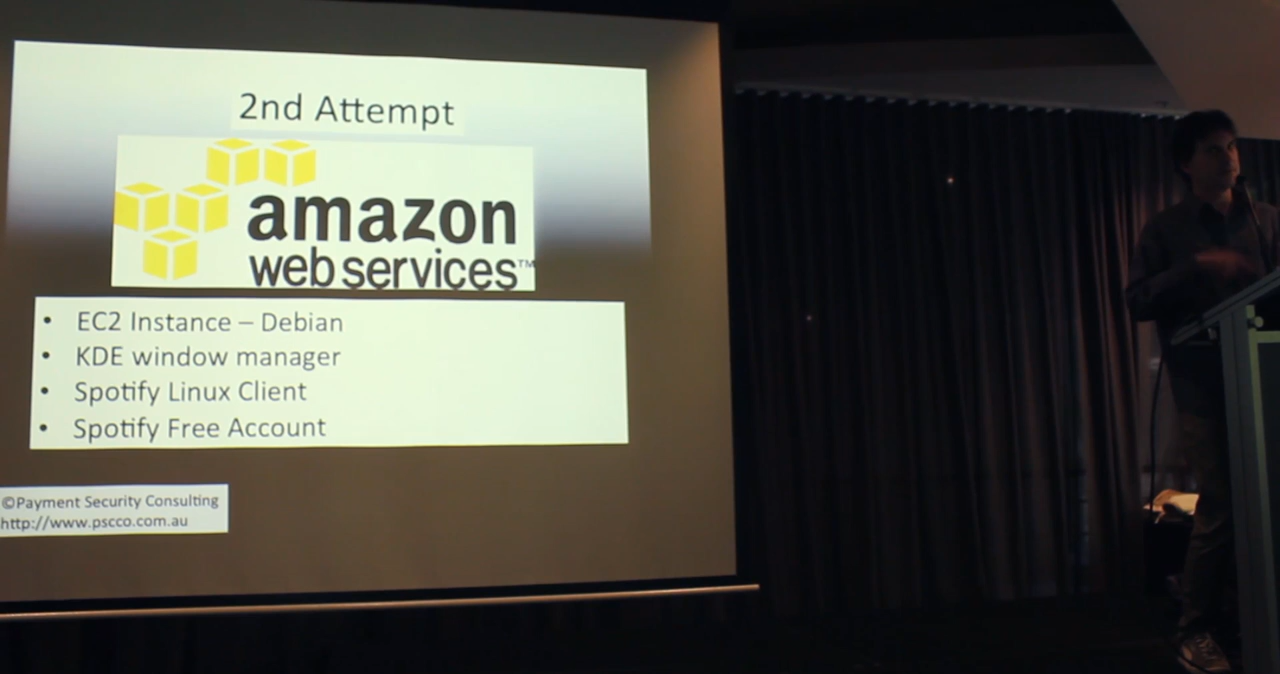 2nd Attempt
amazon
web services™
• EC2 Instance – Debian
• KDE window manager
• Spotify Linux Client
• Spotify Free Account
©Payment Security Consulting
http://www.pscco.com.au